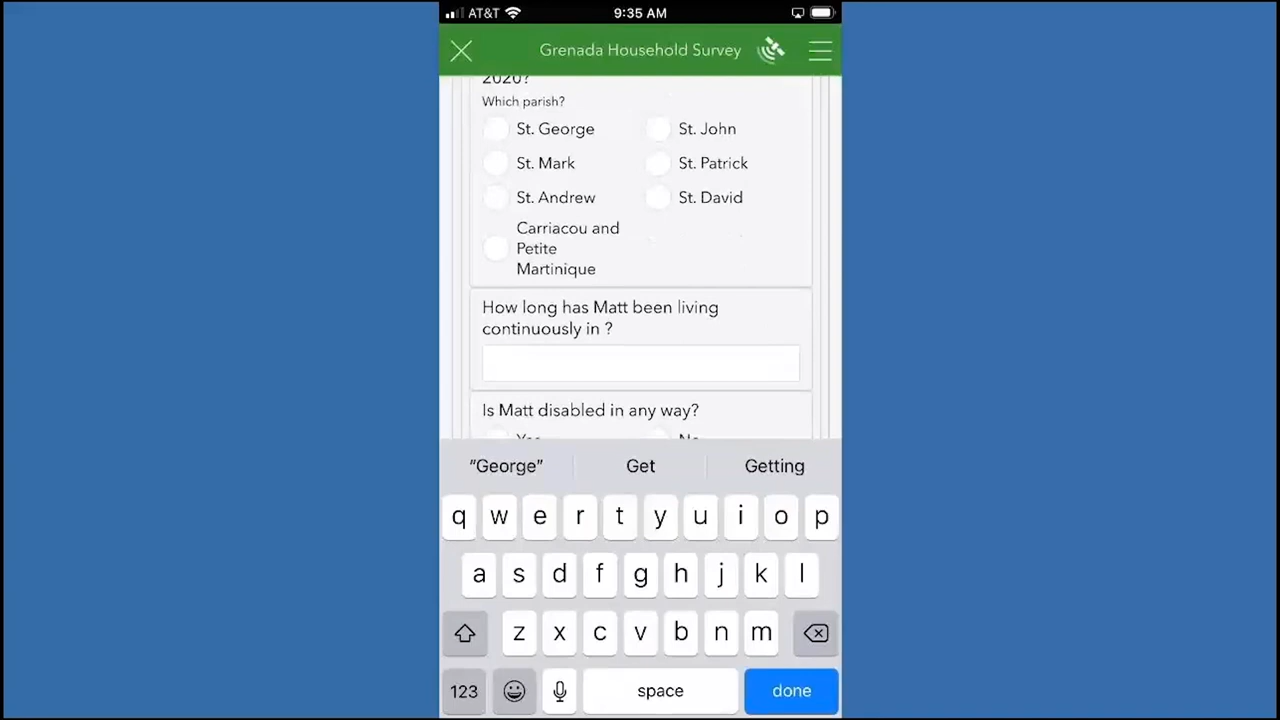 AT&T 9:35 AM
Grenada Household Survey
2020?
Which parish?
St. George St. John
St. Mark St. Patrick
St. Andrew St. David
Carriacou and
Petite
Martinique
How long has Matt been living
continuously in ?
Is Matt disabled in any way?
Yes No
“George” Get Getting
q w e r t y u i o p
a s d f g h j k l
z x c v b n m
123 space done